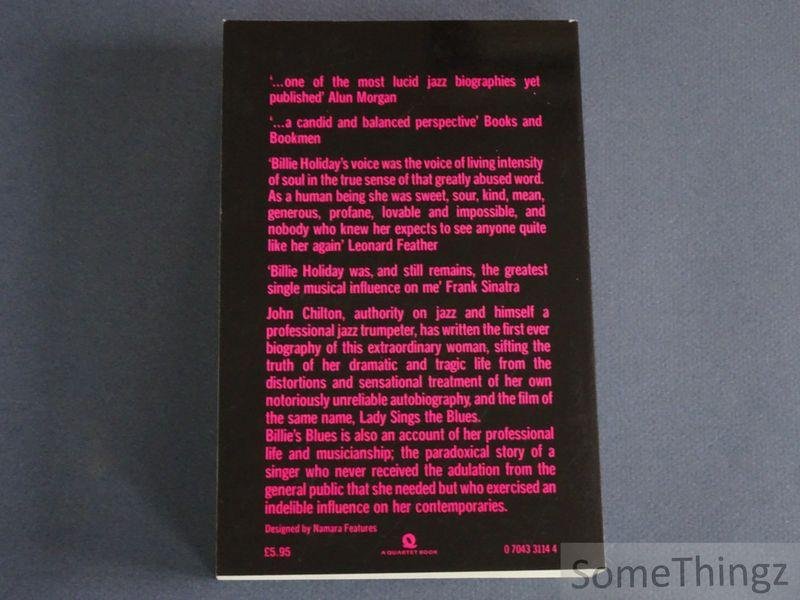 ‘...one of the most lucid jazz biographies yet
published’ Alun Morgan
‘...a candid and balanced perspective’ Books and
Bookmen
‘Billie Holiday's voice was the voice of living intensity
of soul in the true sense of that greatly abused word.
As a human being she was sweet, sour, kind, mean,
generous, profane, lovable and impossible, and
nobody who knew her expects to see anyone quite
like her again’ Leonard Feather
‘Billie Holiday was, and still remains, the greatest
single musical influence on me’ Frank Sinatra
John Chilton, authority on jazz and himself a
professional jazz trumpeter, has written the first ever
biography of this extraordinary woman, sifting the
truth of her dramatic and tragic life from the
distortions and sensational treatment of her own
notoriously unreliable autobiography, and the film of
the same name, Lady Sings the Blues.
Billie's Blues is also an account of her professional
life and musicianship; the paradoxical story of a
singer who never received the adulation from the
general public that she needed but who exercised an
indelible influence on her contemporaries.
Designed by Namara Features
£5.95
Q
A QUARTET BOOK
0 7043 3114 4
SomeThingz